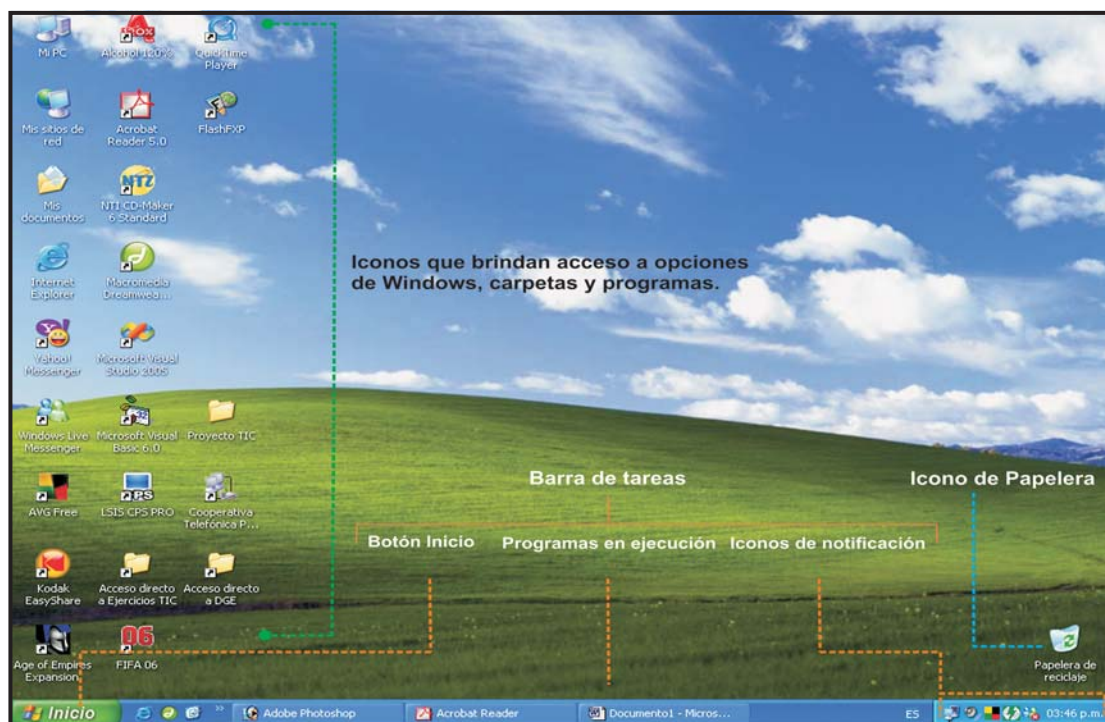 Mi PC
Alcohol 120%
QuickTime
Player
Mis sitios de
red
Acrobat
Reader 5.0
FlashFXP
Mis
documentos
NTI CD-Maker
6 Standard
Iconos que brindan acceso a opciones
de Windows, carpetas y programas.
Internet
Explorer
Macromedia
Dreamwea...
Yahoo!
Messenger
Microsoft Visual
Studio 2005
Windows Live
Messenger
Microsoft Visual
Basic 6.0
Proyecto TIC
Barra de tareas
Icono de Papelera
AVG Free
LSIS CPS PRO
Cooperativa
Telefónica P...
Botón Inicio
Programas en ejecución
Iconos de notificación
Kodak
EasyShare
Acceso directo
a Ejercicios TIC
Acceso directo
a DGE
Age of Empires
Expansion
FIFA 06
Papelera de
reciclaje
Inicio
Adobe Photoshop
Acrobat Reader
Documento1 - Micros...
ES
03:46 p.m.